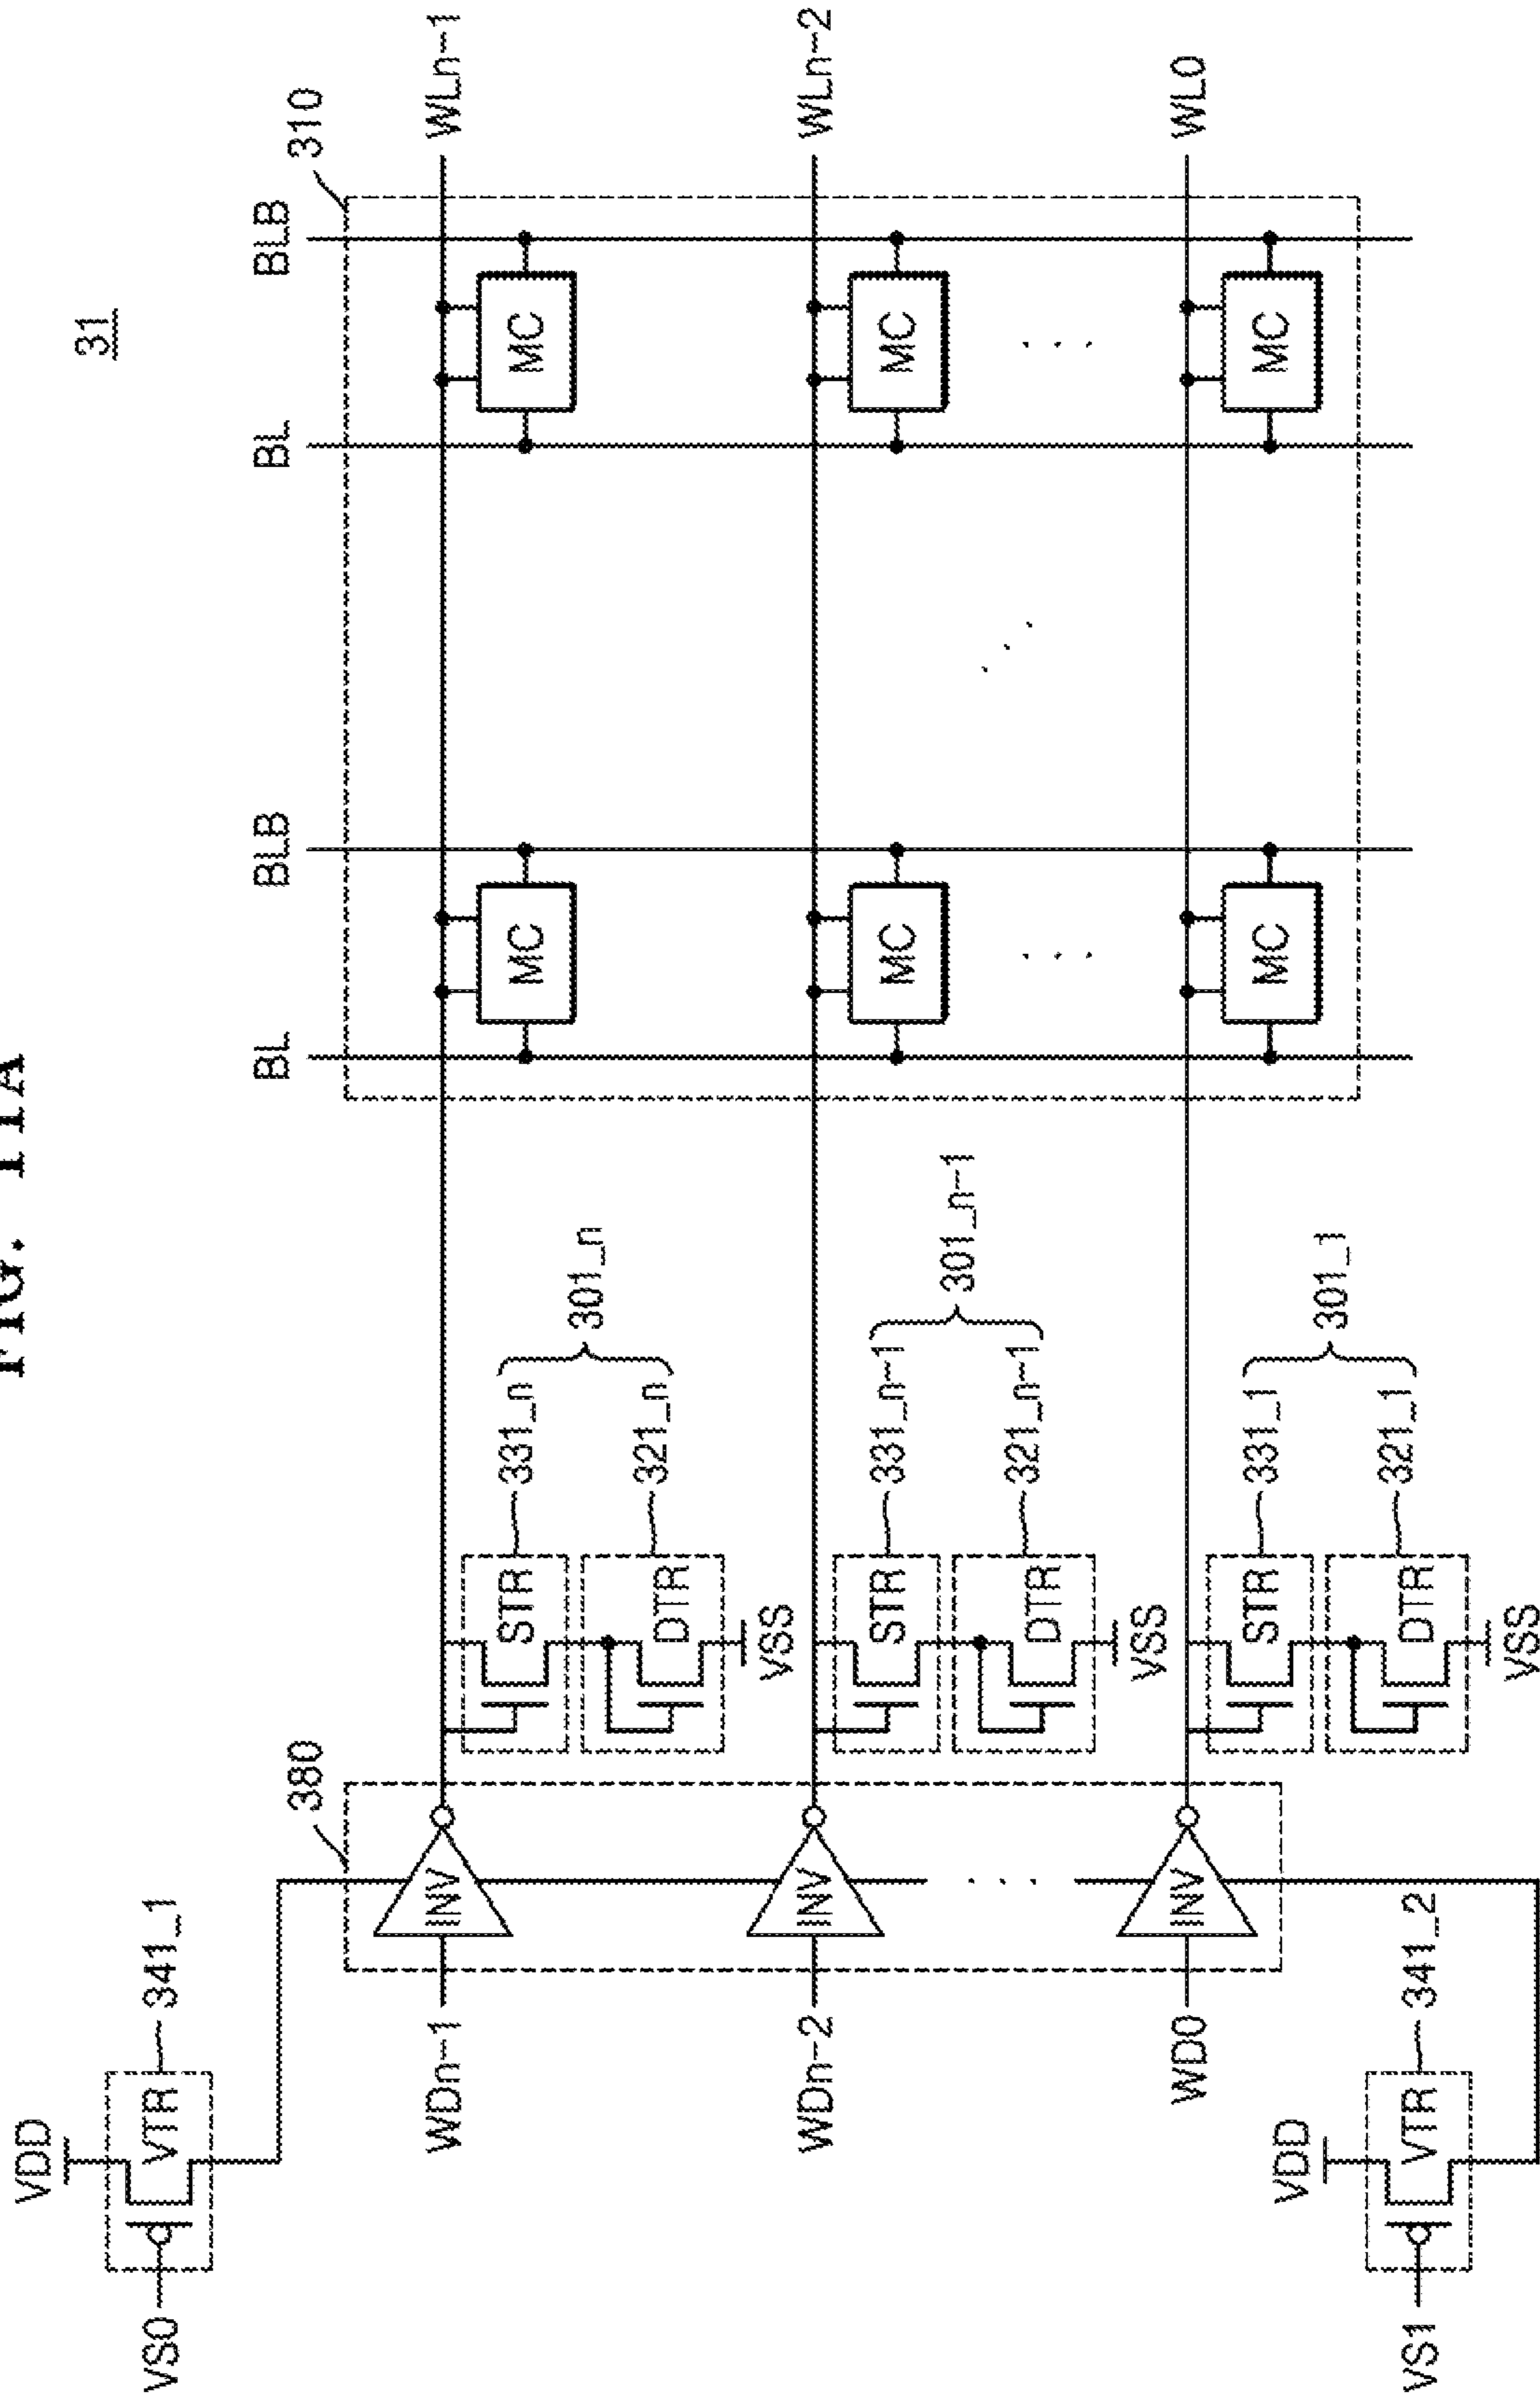 FIG. 11A
31
VDD
VS0
VTR
341_1
380
310
BL
BLB
BL
BLB
WDn-1
INV
WLn-1
STR
331_n
DTR
321_n
301_n
VSS
MC
MC
WDn-2
INV
WLn-2
STR
331_n-1
DTR
321_n-1
301_n-1
VSS
MC
MC
WD0
INV
WL0
STR
331_1
DTR
321_1
301_1
VSS
MC
MC
VDD
VS1
VTR
341_2